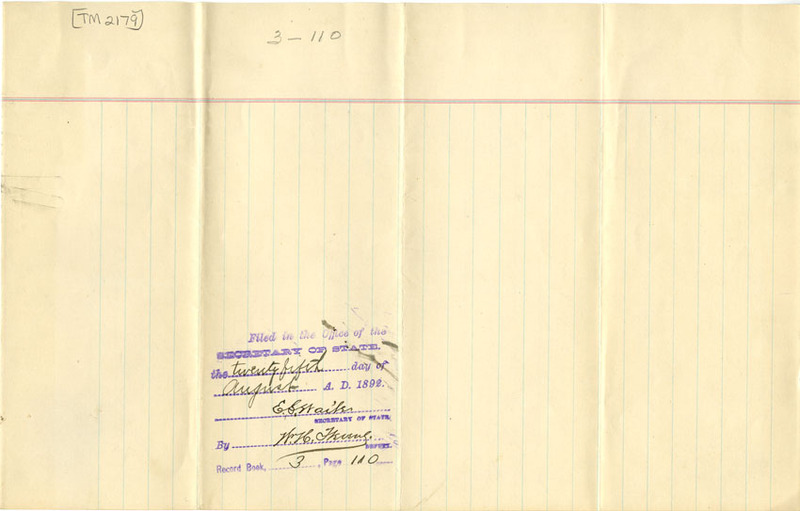 [TM 2179]
3-110
Filed in the Office of the
SECRETARY OF STATE.
the twenty fifth day of
August A. D. 1892.
E. G. Waite
SECRETARY OF STATE
By W. H.
DEPUTY.
Record Book, 3, Page 110